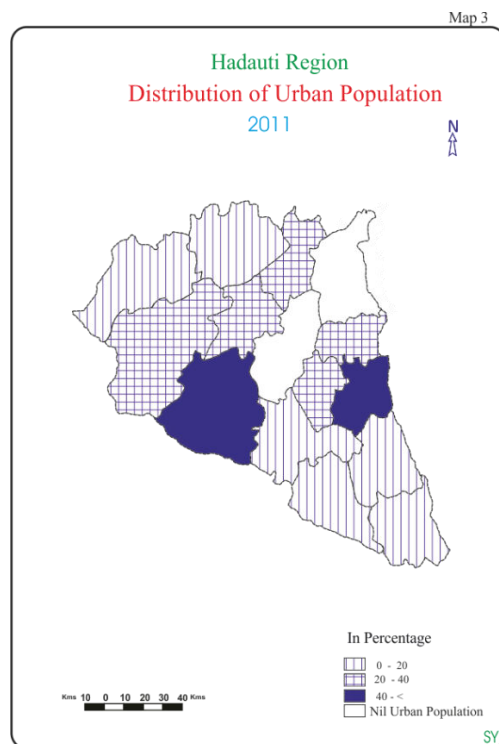 Map 3
Hadauti Region
Distribution of Urban Population
2011
N
In Percentage
0 - 20
20 - 40
40 - <
Nil Urban Population
Kms 10 0 10 20 30 40 Kms
SY